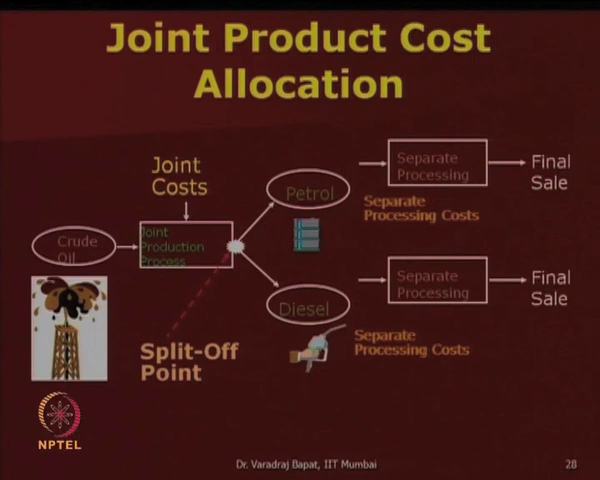 Joint Product Cost
Allocation
Joint
Costs
Crude
Oil
Joint
Production
Process
Petrol
Separate
Processing
Final
Sale
Separate
Processing Costs
Diesel
Separate
Processing
Final
Sale
Separate
Processing Costs
Split-Off
Point
NPTEL
Dr. Varadraj Bapat, IIT Mumbai
28